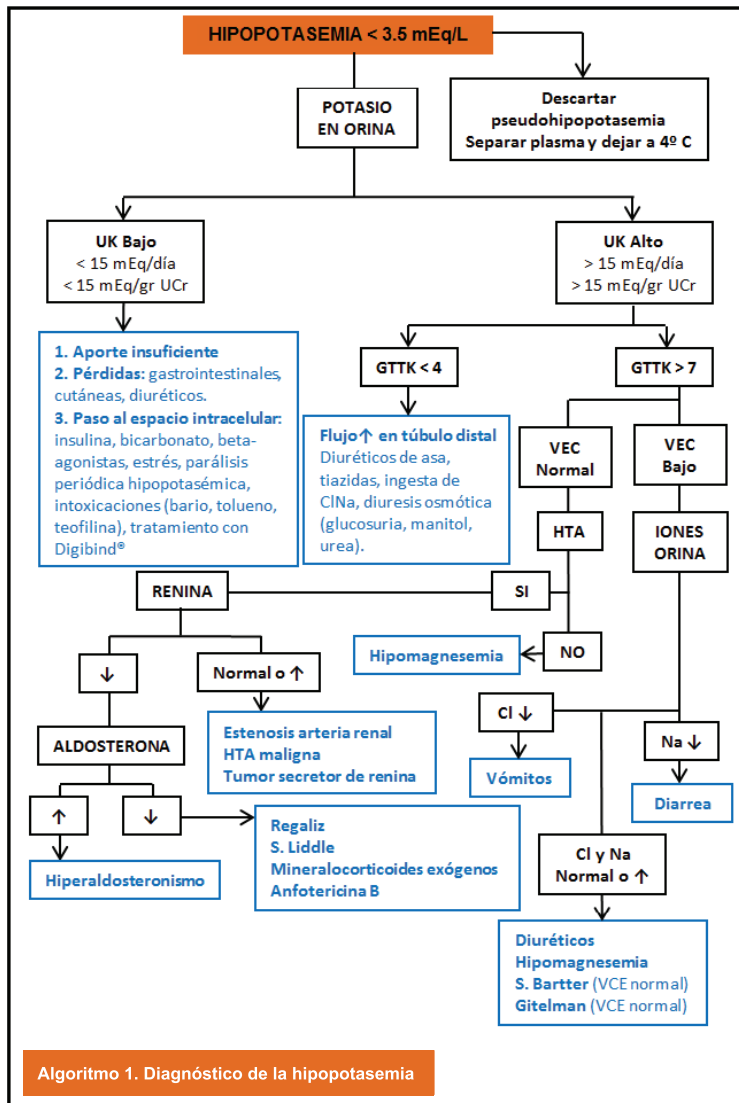 HIPOPOTASEMIA < 3.5 mEq/L
POTASIO
EN ORINA
Descartar
pseudohipopotasemia
Separar plasma y dejar a 4º C
UK Bajo
< 15 mEq/día
< 15 mEq/gr UCr
UK Alto
> 15 mEq/día
> 15 mEq/gr UCr
1. Aporte insuficiente
2. Pérdidas: gastrointestinales,
cutáneas, diuréticos.
3. Paso al espacio intracelular:
insulina, bicarbonato, beta-
agonistas, estrés, parálisis
periódica hipopotasémica,
intoxicaciones (bario, tolueno,
teofilina), tratamiento con
Digibind®
GTTK < 4
GTTK > 7
Flujo↑ en túbulo distal
Diuréticos de asa,
tiazidas, ingesta de
ClNa, diuresis osmótica
(glucosuria, manitol,
urea).
VEC
Normal
VEC
Bajo
HTA
IONES
ORINA
RENINA
SI
NO
Hipomagnesemia
↓
Normal o ↑
Estenosis arteria renal
HTA maligna
Tumor secretor de renina
ALDOSTERONA
↑
↓
Hiperaldosteronismo
Regaliz
S. Liddle
Mineralocorticoides exógenos
Anfotericina B
Cl ↓
Vómitos
Na ↓
Diarrea
Cl y Na
Normal o ↑
Diuréticos
Hipomagnesemia
S. Bartter (VCE normal)
Gitelman (VCE normal)
Algoritmo 1. Diagnóstico de la hipopotasemia